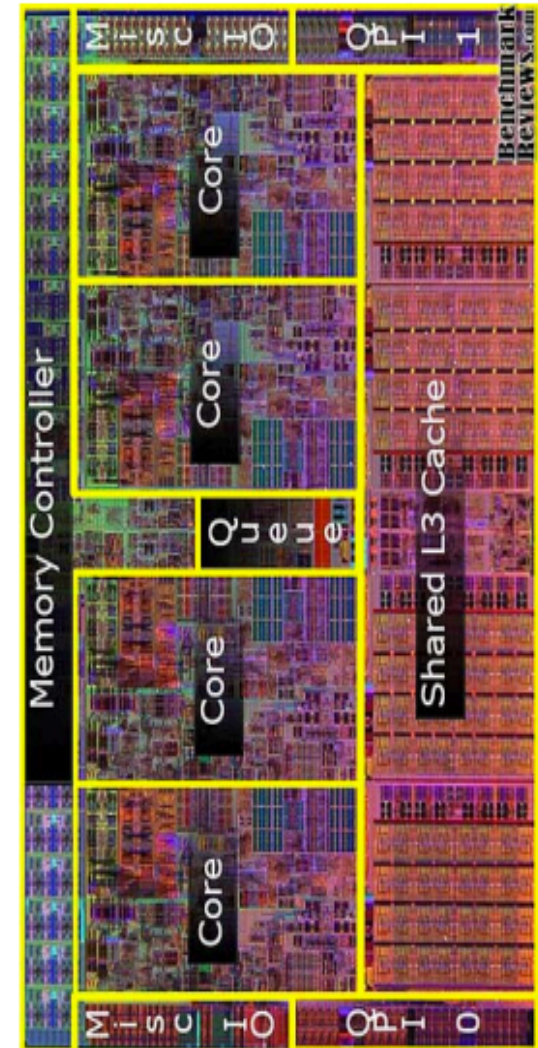 Memory Controller
Misc IO
QPI 1
Core
Core
Queue
Core
Core
Misc IO
QPI 0
Shared L3 Cache
Benchmark
Reviews.com